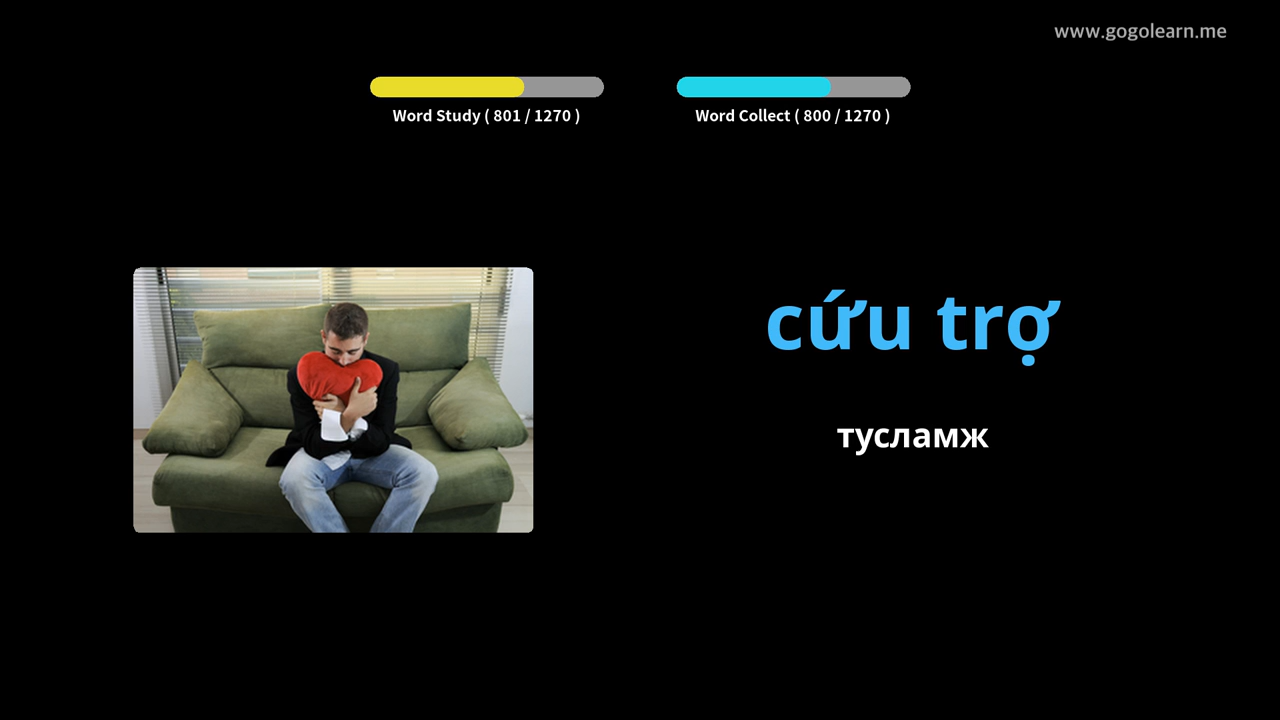 www.gogolearn.me
Word Study ( 801 / 1270 )
Word Collect ( 800 / 1270 )
cứu trợ
тусламж